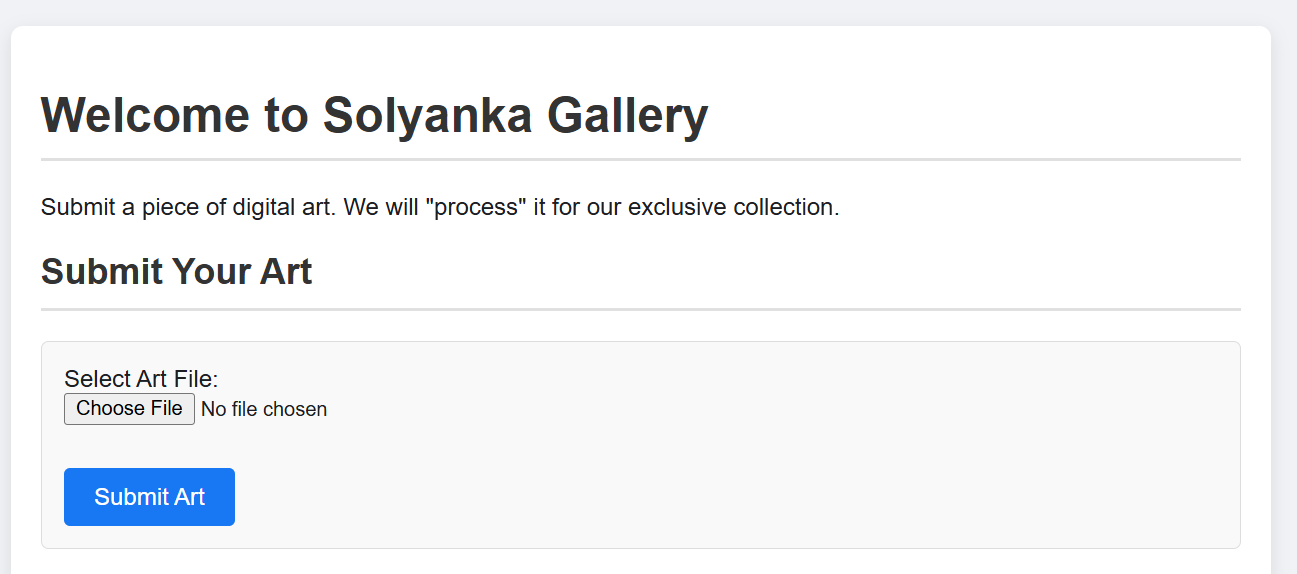 Welcome to Solyanka Gallery
Submit a piece of digital art. We will "process" it for our exclusive collection.
Submit Your Art
Select Art File:
Choose File No file chosen
Submit Art